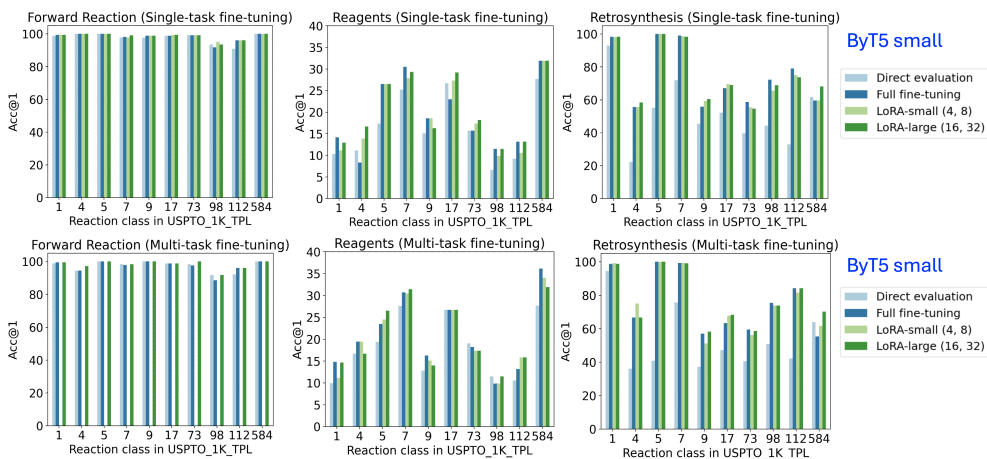 Forward Reaction (Single-task fine-tuning)
Acc@1
100
80
60
40
20
0
1 4 5 7 9 17 73 98 112 584
Reaction class in USPTO_1K_TPL
Reagents (Single-task fine-tuning)
Acc@1
40
35
30
25
20
15
10
5
0
1 4 5 7 9 17 73 98 112 584
Reaction class in USPTO_1K_TPL
Retrosynthesis (Single-task fine-tuning)
Acc@1
100
80
60
40
20
0
1 4 5 7 9 17 73 98 112 584
Reaction class in USPTO_1K_TPL
ByT5 small
Direct evaluation
Full fine-tuning
LoRA-small (4, 8)
LoRA-large (16, 32)
Forward Reaction (Multi-task fine-tuning)
Acc@1
100
80
60
40
20
0
1 4 5 7 9 17 73 98 112 584
Reaction class in USPTO_1K_TPL
Reagents (Multi-task fine-tuning)
Acc@1
40
35
30
25
20
15
10
5
0
1 4 5 7 9 17 73 98 112 584
Reaction class in USPTO_1K_TPL
Retrosynthesis (Multi-task fine-tuning)
Acc@1
100
80
60
40
20
0
1 4 5 7 9 17 73 98 112 584
Reaction class in USPTO_1K_TPL
ByT5 small
Direct evaluation
Full fine-tuning
LoRA-small (4, 8)
LoRA-large (16, 32)